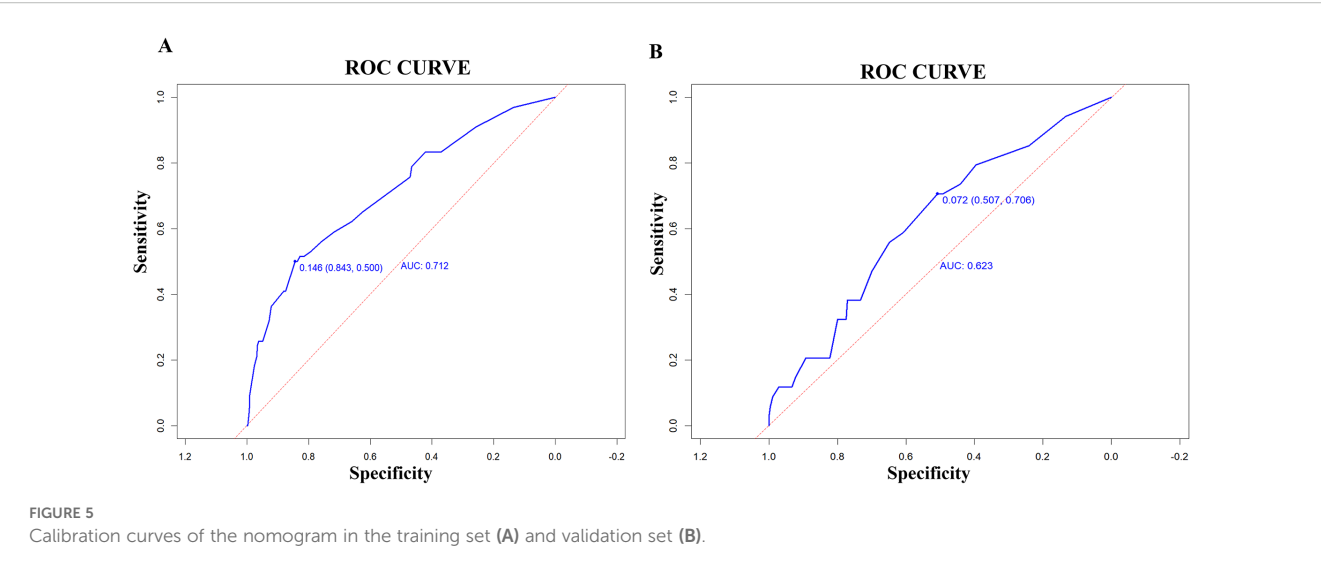 A
ROC CURVE
Sensitivity
1.0
0.8
0.6
0.4
0.2
0.0
0.146 (0.843, 0.500)
AUC: 0.712
1.2 1.0 0.8 0.6 0.4 0.2 0.0 -0.2
Specificity
B
ROC CURVE
Sensitivity
1.0
0.8
0.6
0.4
0.2
0.0
0.072 (0.507, 0.706)
AUC: 0.623
1.2 1.0 0.8 0.6 0.4 0.2 0.0 -0.2
Specificity
FIGURE 5
Calibration curves of the nomogram in the training set (A) and validation set (B).